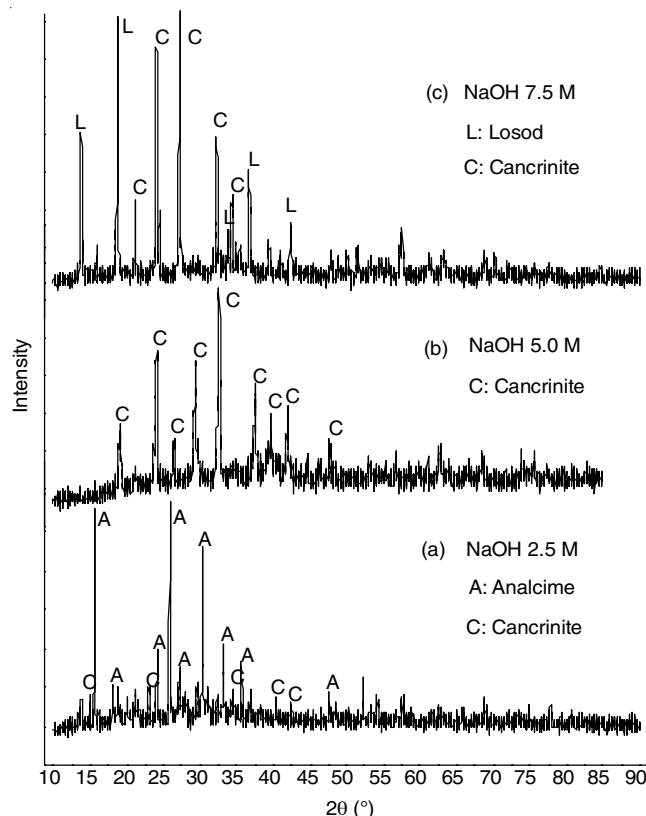 L
C
C
(c) NaOH 7.5 M
L
L: Losod
C
L
C: Cancrinite
C
C
L
L
C
(b) NaOH 5.0 M
C
C
C: Cancrinite
C
C
C
C
C
C
Intensity
A
A
(a) NaOH 2.5 M
A
A: Analcime
C: Cancrinite
A
A
C
A
C
A
C
A
C
C
A
10 15 20 25 30 35 40 45 50 55 60 65 70 75 80 85 90
2θ (°)